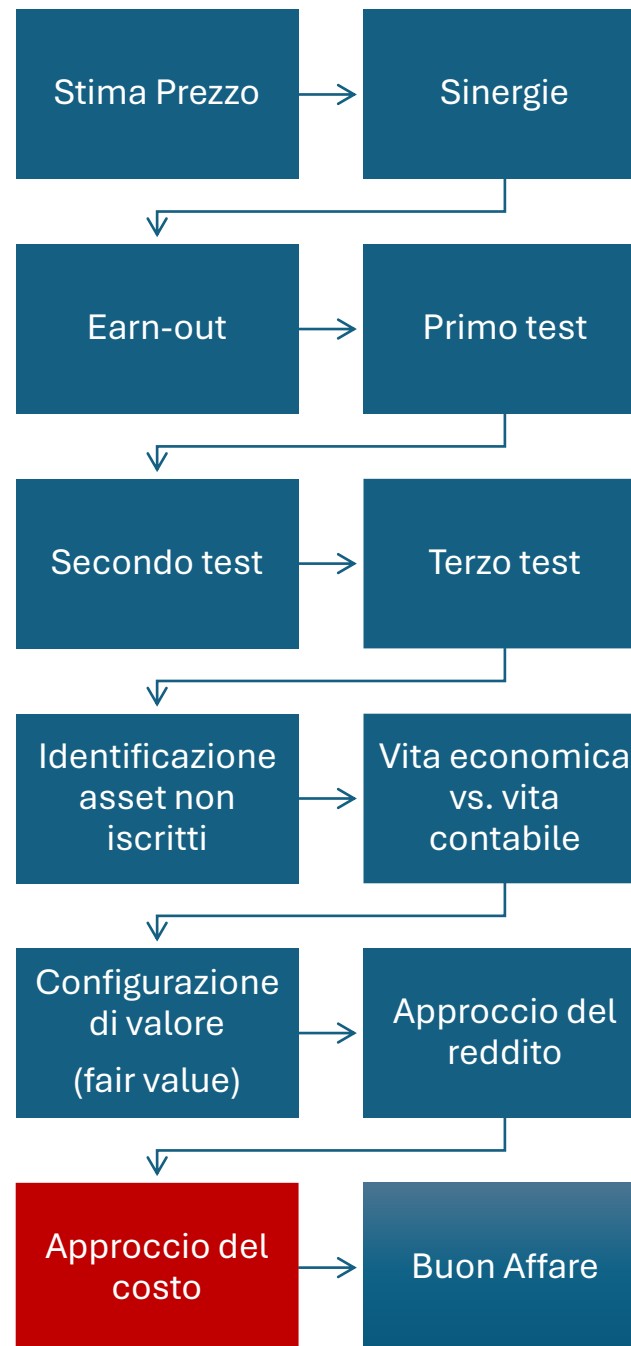 Stima Prezzo
Sinergie
Earn-out
Primo test
Secondo test
Terzo test
Identificazione
asset non
iscritti
Vita economica
vs. vita
contabile
Configurazione
di valore
(fair value)
Approccio del
reddito
Approccio del
costo
Buon Affare